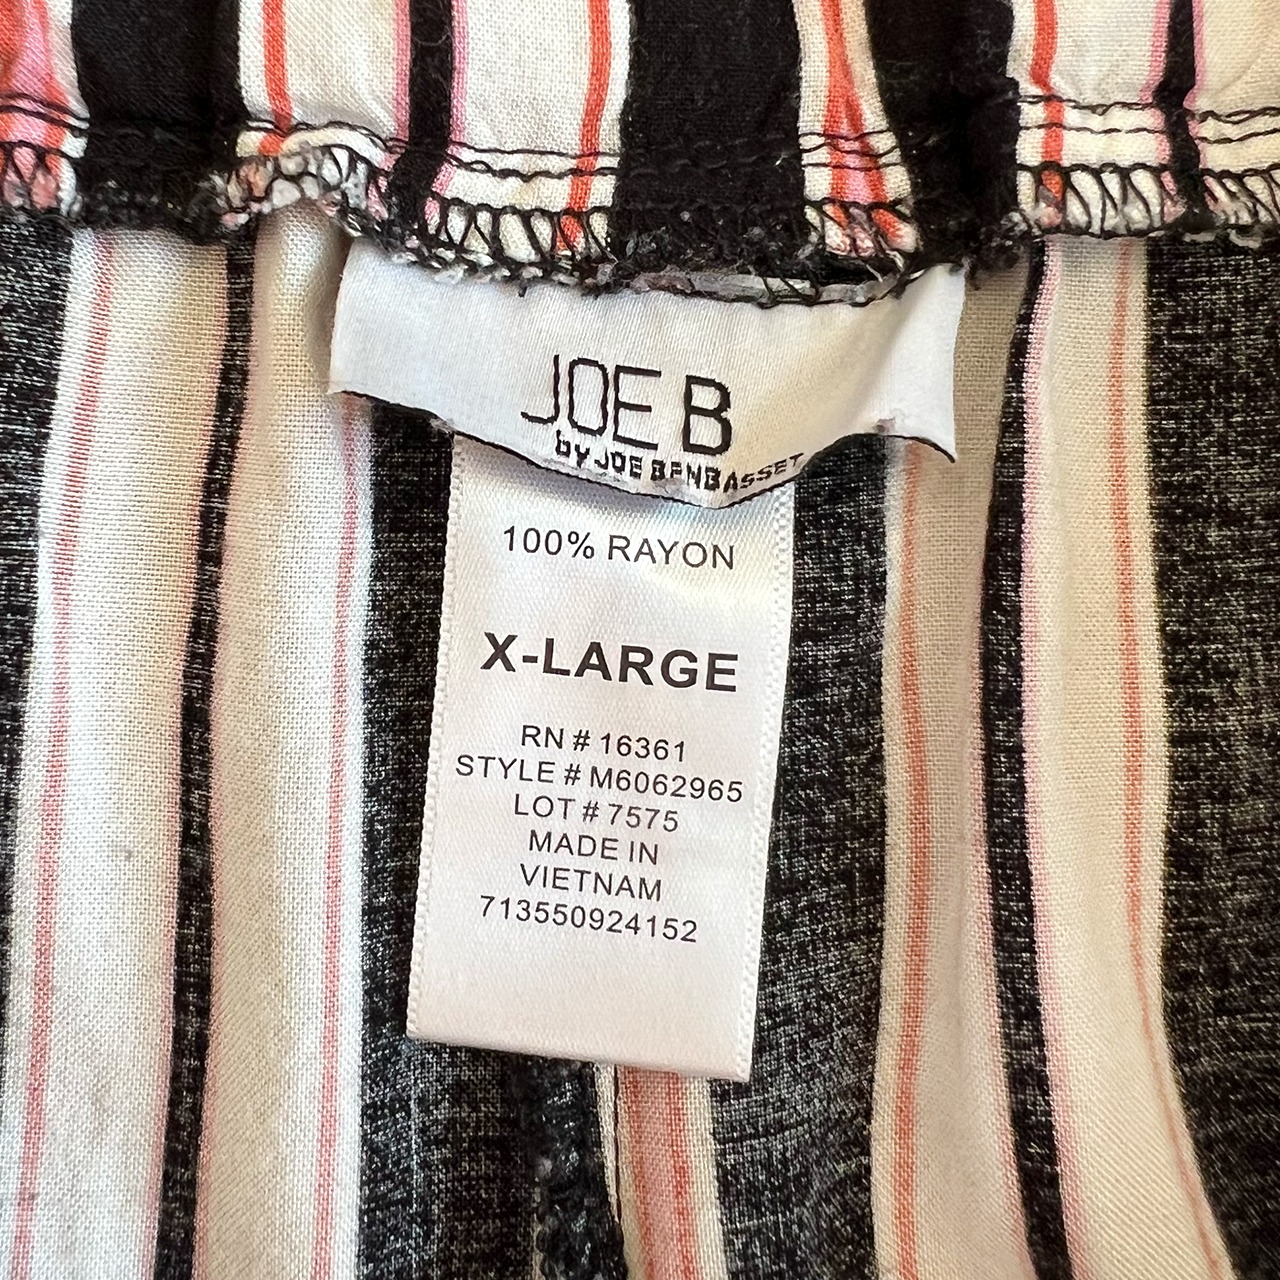 JOE B
by JOE BENBASSET
100% RAYON
X-LARGE
RN # 16361
STYLE # M6062965
LOT # 7575
MADE IN
VIETNAM
713550924152